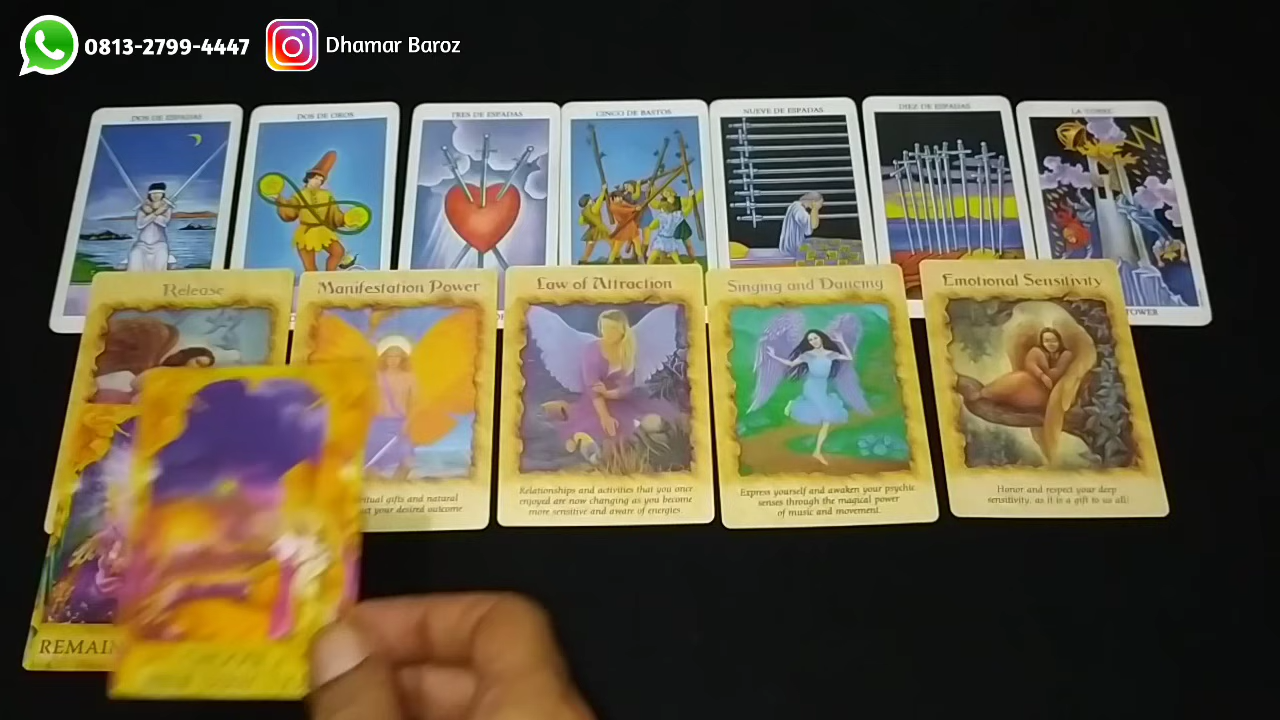 0813-2799-4447
Dhamar Baroz
DOS DE ESPADAS
DOS DE OROS
TRES DE ESPADAS
CINCO DE BASTOS
NUEVE DE ESPADAS
DIEZ DE ESPADAS
LA TORRE
TOWER
Release
Manifestation Power
Law of Attraction
Singing and Dancing
Emotional Sensitivity
gifts and natural
your desired outcome
Relationships and activities that you once
enjoyed are now changing as you become
more sensitive and aware of energies.
Express yourself and awaken your psychic
senses through the magical power
of music and movement.
Honor and respect your deep
sensitivity, as it is a gift to us all!
REMAIN